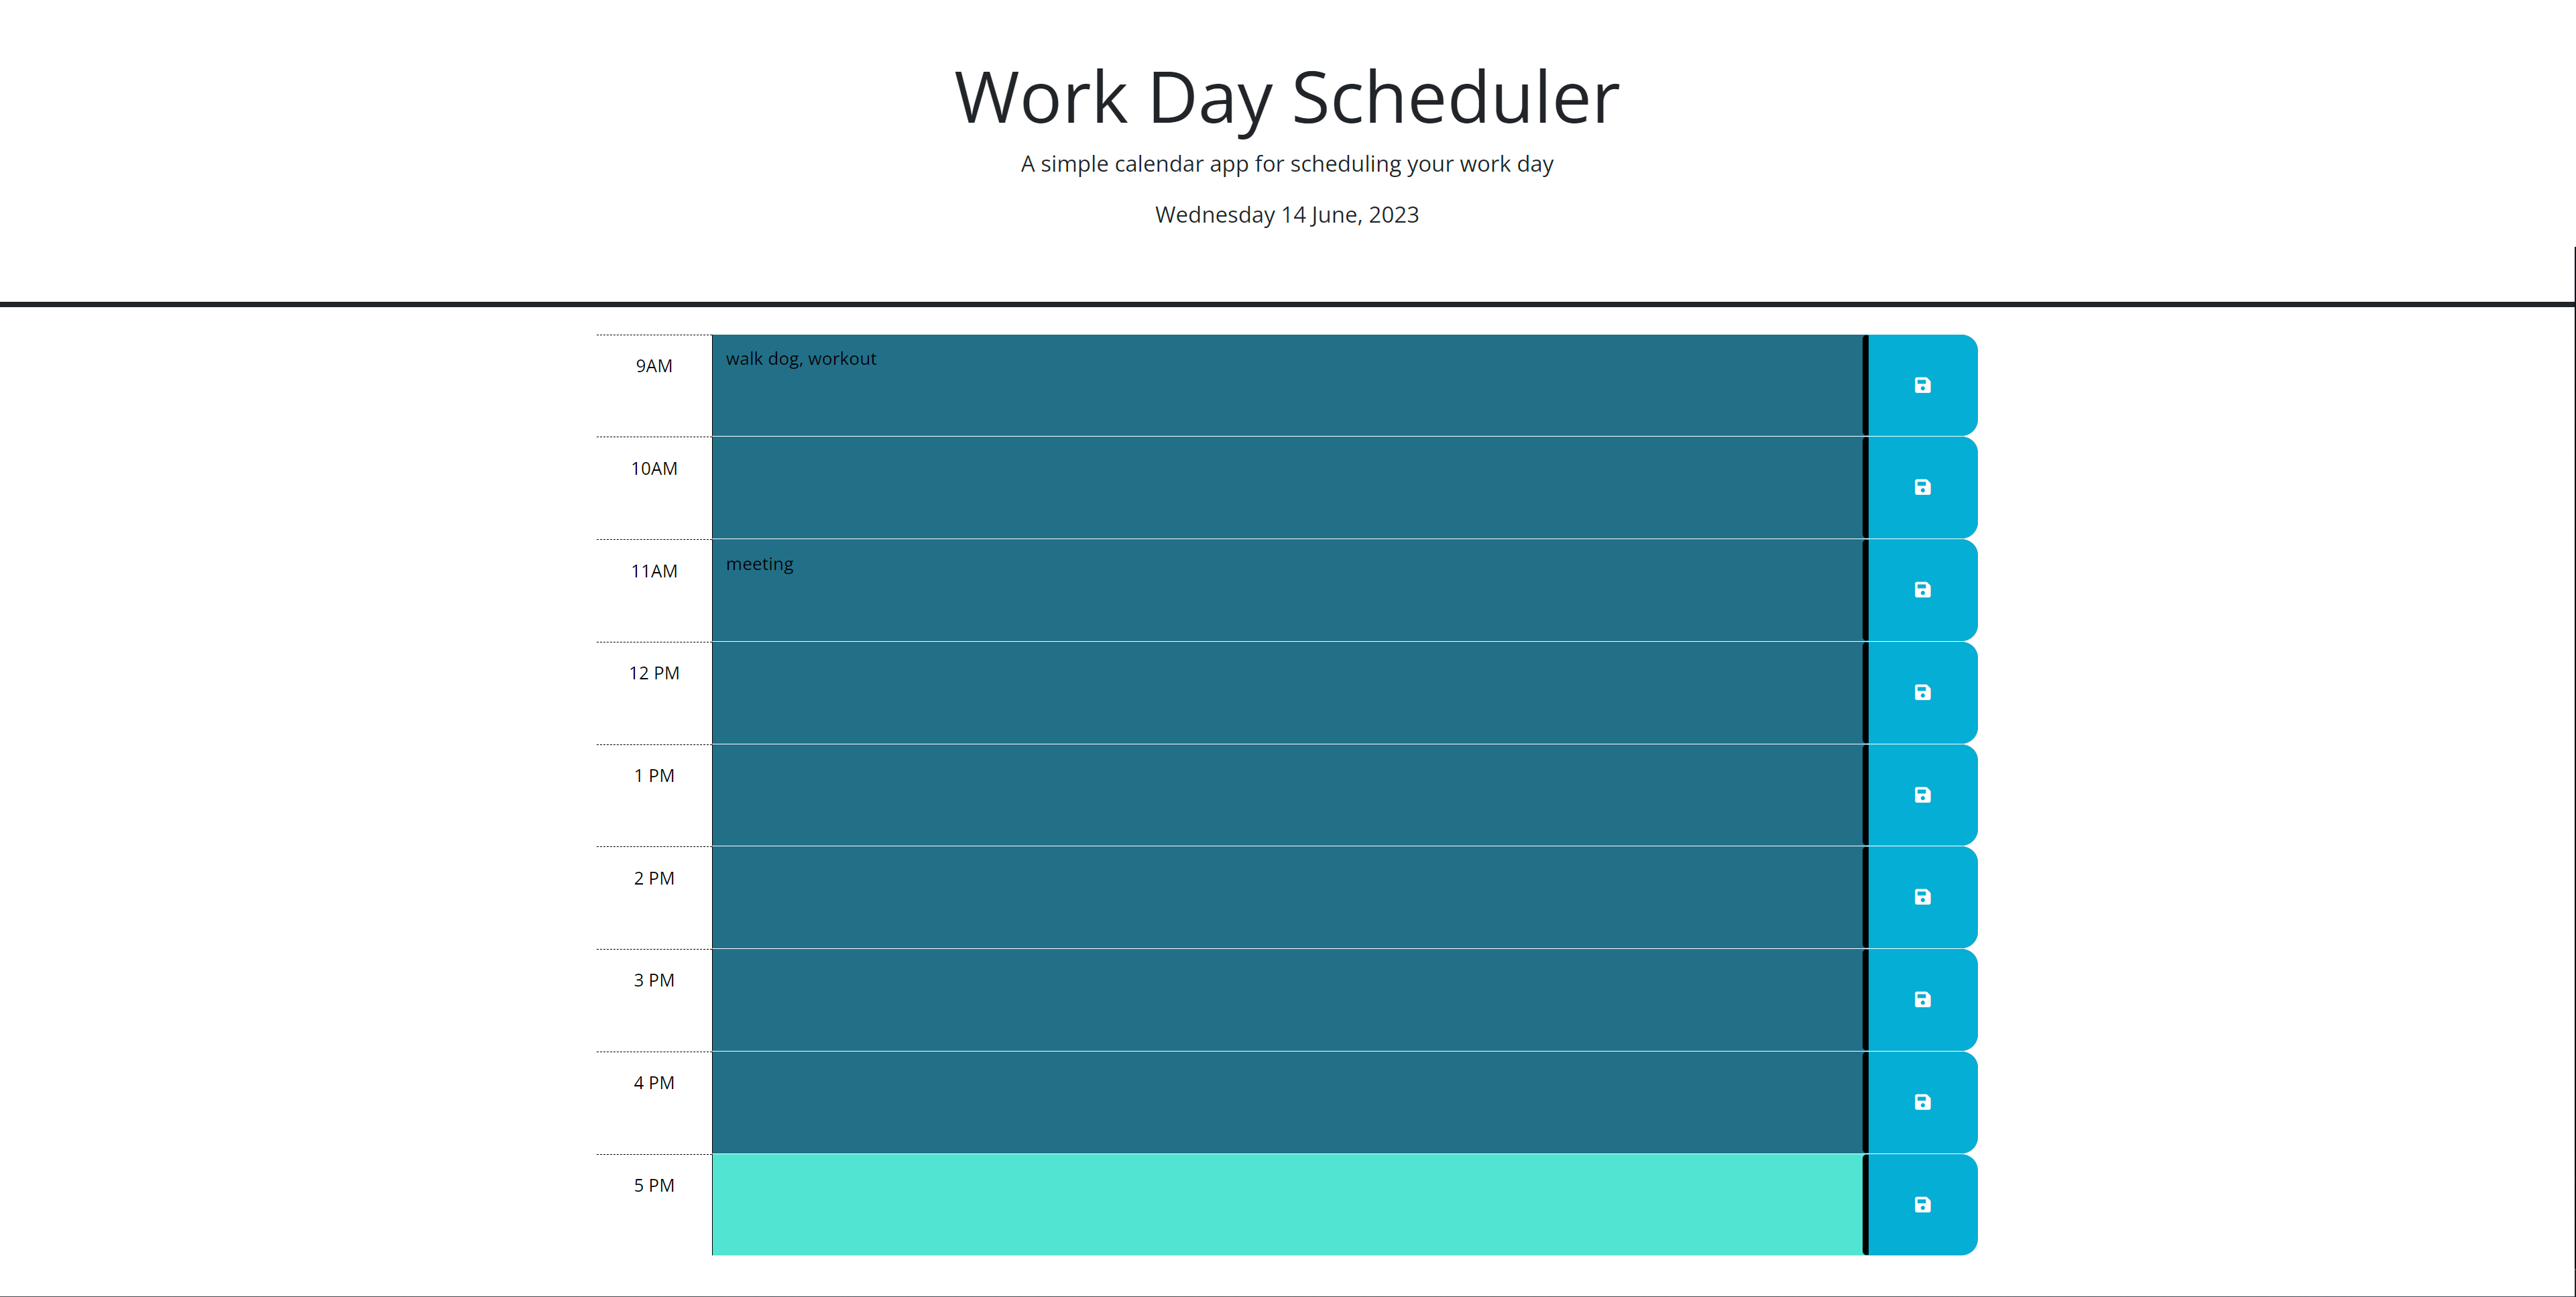 Work Day Scheduler
A simple calendar app for scheduling your work day
Wednesday 14 June, 2023
9AM
walk dog, workout
10AM
11AM
meeting
12 PM
1 PM
2 PM
3 PM
4 PM
5 PM